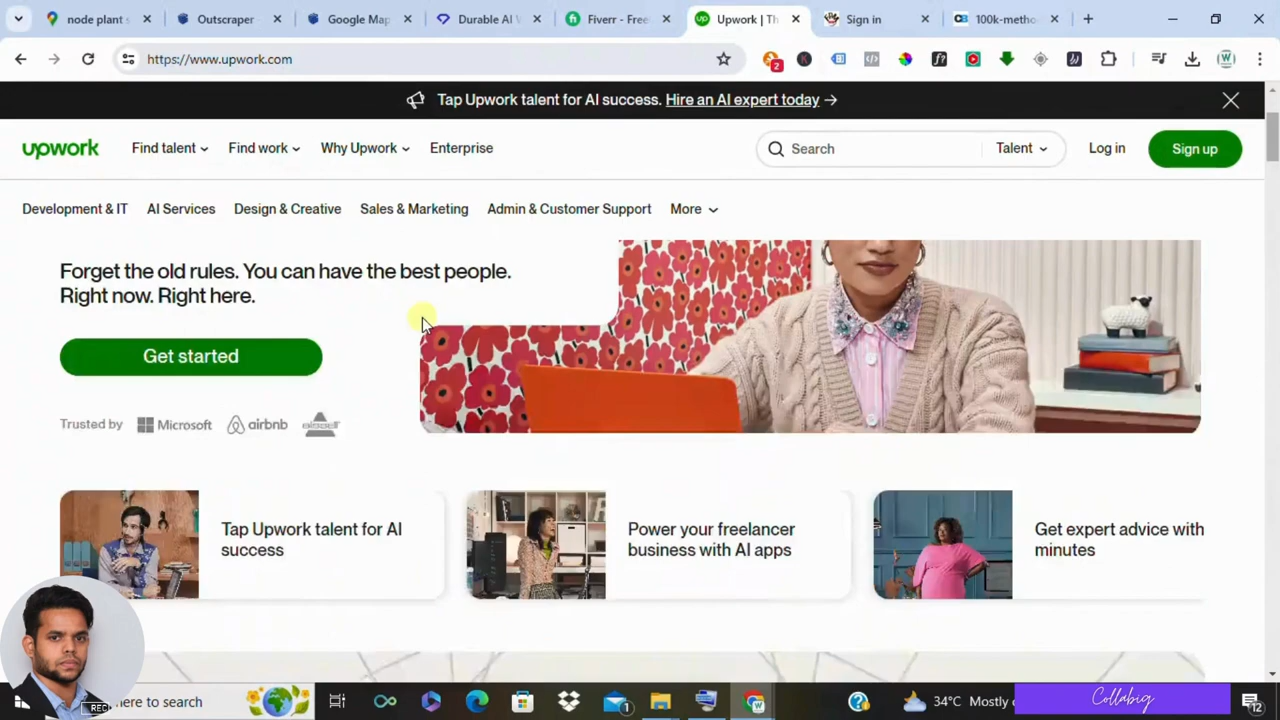 node plant s
Outscraper
Google Map
Durable AI W
Fiverr - Free
Upwork | Th
Sign in
100k-metho
https://www.upwork.com
2
Tap Upwork talent for AI success. Hire an AI expert today →
upwork
Find talent
Find work
Why Upwork
Enterprise
Search
Talent
Log in
Sign up
Development & IT
AI Services
Design & Creative
Sales & Marketing
Admin & Customer Support
More
Forget the old rules. You can have the best people.
Right now. Right here.
Get started
Trusted by
Microsoft
airbnb
Tap Upwork talent for AI
success
Power your freelancer
business with AI apps
Get expert advice with
minutes
REC
here to search
1
34°C Mostly
Collabig
12